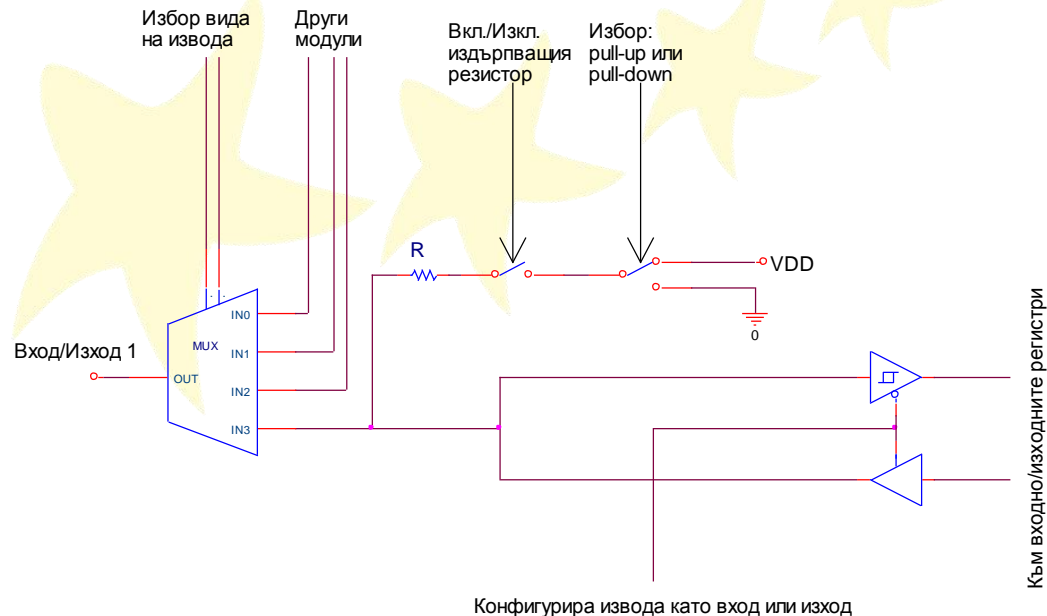 Избор вида
на извода
Други
модули
Вкл./Изкл.
издърпващия
резистор
Избор:
pull-up или
pull-down
R
VDD
0
Вход/Изход 1
MUX
OUT
IN0
IN1
IN2
IN3
Към входно/изходните регистри
Конфигурира извода като вход или изход